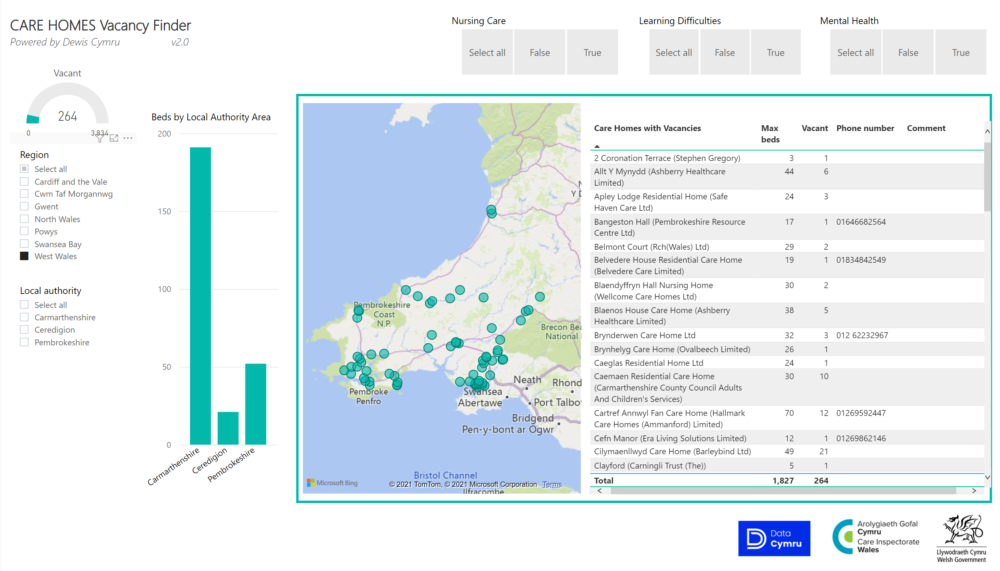 CARE HOMES Vacancy Finder
Powered by Dewis Cymru v2.0
Nursing Care
Select all False True
Learning Difficulties
Select all False True
Mental Health
Select all False True
Vacant
264
0 3,834
Region
Select all
Cardiff and the Vale
Cwm Taf Morgannwg
Gwent
North Wales
Powys
Swansea Bay
West Wales
Local authority
Select all
Carmarthenshire
Ceredigion
Pembrokeshire
Beds by Local Authority Area
200
150
100
50
0
Carmarthenshire
Ceredigion
Pembrokeshire
Y D
Pembrokeshire
Coast
N.P.
Brecon Bea
National
Neath
Rhond
Pembroke
Penfro
Swansea
Abertawe
Port Talbo
Bridgend
Pen-y-bont ar Ogwr
Bristol Channel
Microsoft Bing
© 2021 TomTom, © 2021 Microsoft Corporation Terms
Ilfracombe
Care Homes with Vacancies Max beds Vacant Phone number Comment
2 Coronation Terrace (Stephen Gregory) 3 1
Allt Y Mynydd (Ashberry Healthcare 44 6
Limited)
Apley Lodge Residential Home (Safe 24 3
Haven Care Ltd)
Bangeston Hall (Pembrokeshire Resource 17 1 01646682564
Centre Ltd)
Belmont Court (Rch(Wales) Ltd) 29 2
Belvedere House Residential Care Home 19 1 01834842549
(Belvedere Care Limited)
Blaendyffryn Hall Nursing Home 30 2
(Wellcome Care Homes Ltd)
Blaenos House Care Home (Ashberry 38 5
Healthcare Limited)
Brynderwen Care Home Ltd 32 3 012 62232967
Brynhelyg Care Home (Ovalbeech Limited) 26 1
Caeglas Residential Home Ltd 24 1
Caemaen Residential Care Home 30 10
(Carmarthenshire County Council Adults
And Children's Services)
Cartref Annwyl Fan Care Home (Hallmark 70 12 01269592447
Care Homes (Ammanford) Limited)
Cefn Manor (Era Living Solutions Limited) 12 1 01269862146
Cilymaenllwyd Care Home (Barleybind Ltd) 49 21
Clayford (Carningli Trust (The)) 5 1
Total 1,827 264
Data
Cymru
Arolygiaeth Gofal
Cymru
Care Inspectorate
Wales
Llywodraeth Cymru
Welsh Government